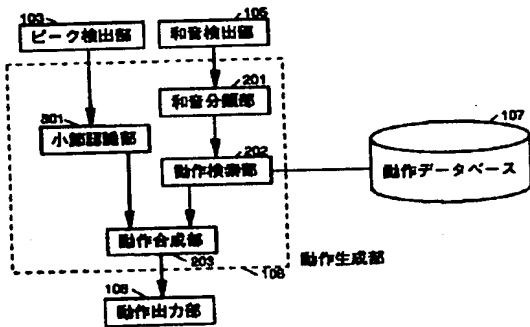 103
ピーク検出部
105
和音検出部
201
和音分類部
301
小節認識部
202
動作検索部
107
動作データベース
動作合成部
203
動作生成部
106
108
動作出力部